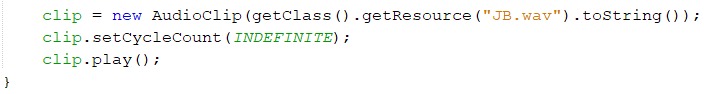 clip = new AudioClip(getClass().getResource("JB.wav").toString());
clip.setCycleCount(INDEFINITE);
clip.play();
}